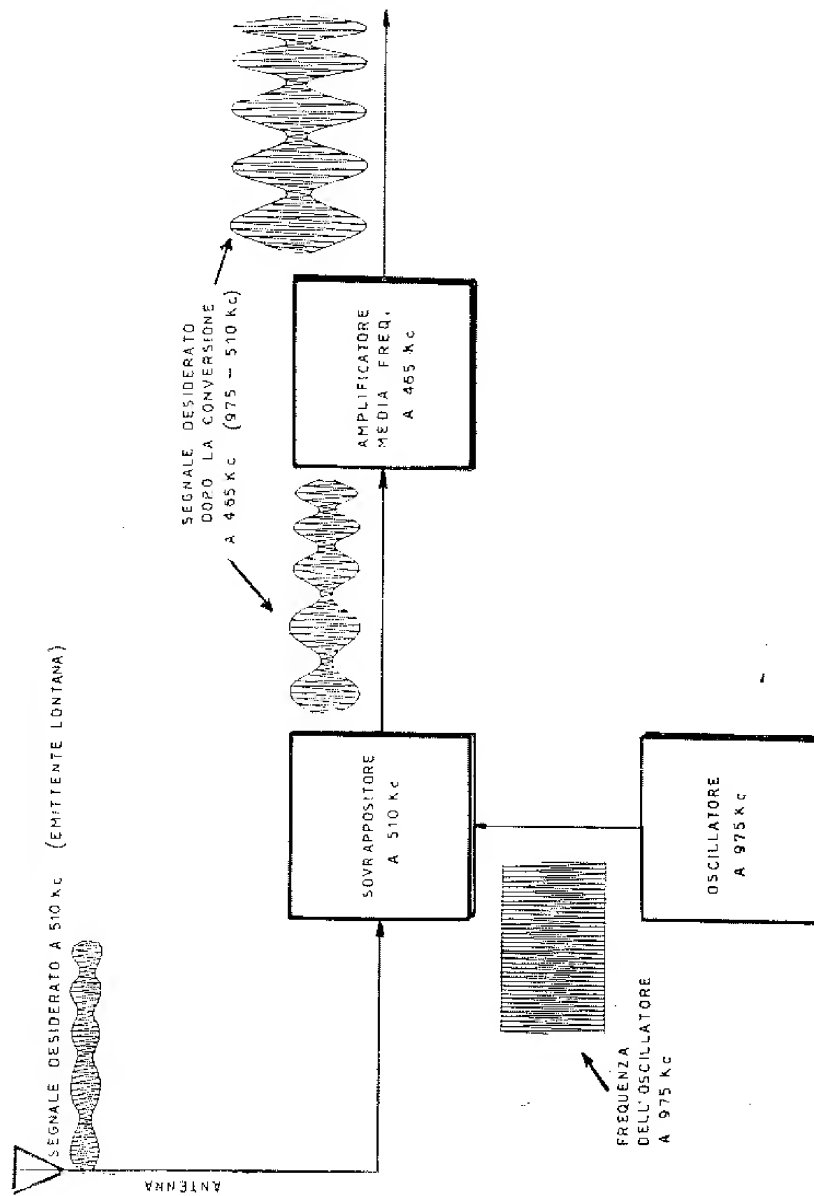 SEGNALE DESIDERATO A 510 Kc (EMITTENTE LONTANA)
ANTENNA
SEGNALE DESIDERATO
DOPO LA CONVERSIONE
A 465 Kc (975 – 510 Kc)
SOVRAPPOSITORE
A 510 Kc
AMPLIFICATORE
MEDIA FREQ.
A 465 Kc
FREQUENZA
DELL'OSCILLATORE
A 975 Kc
OSCILLATORE
A 975 Kc